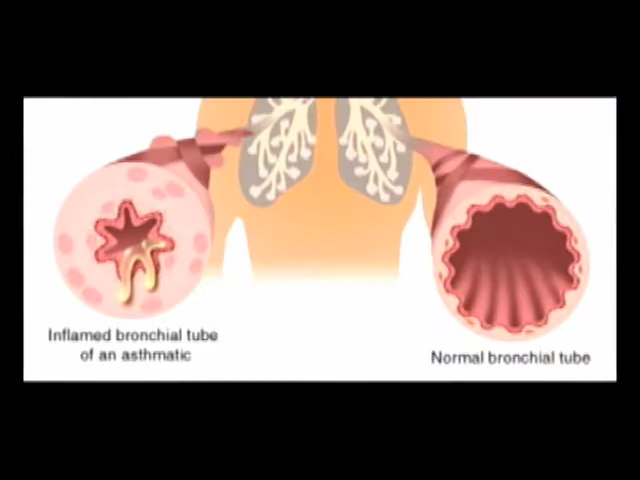 Inflamed bronchial tube
of an asthmatic
Normal bronchial tube